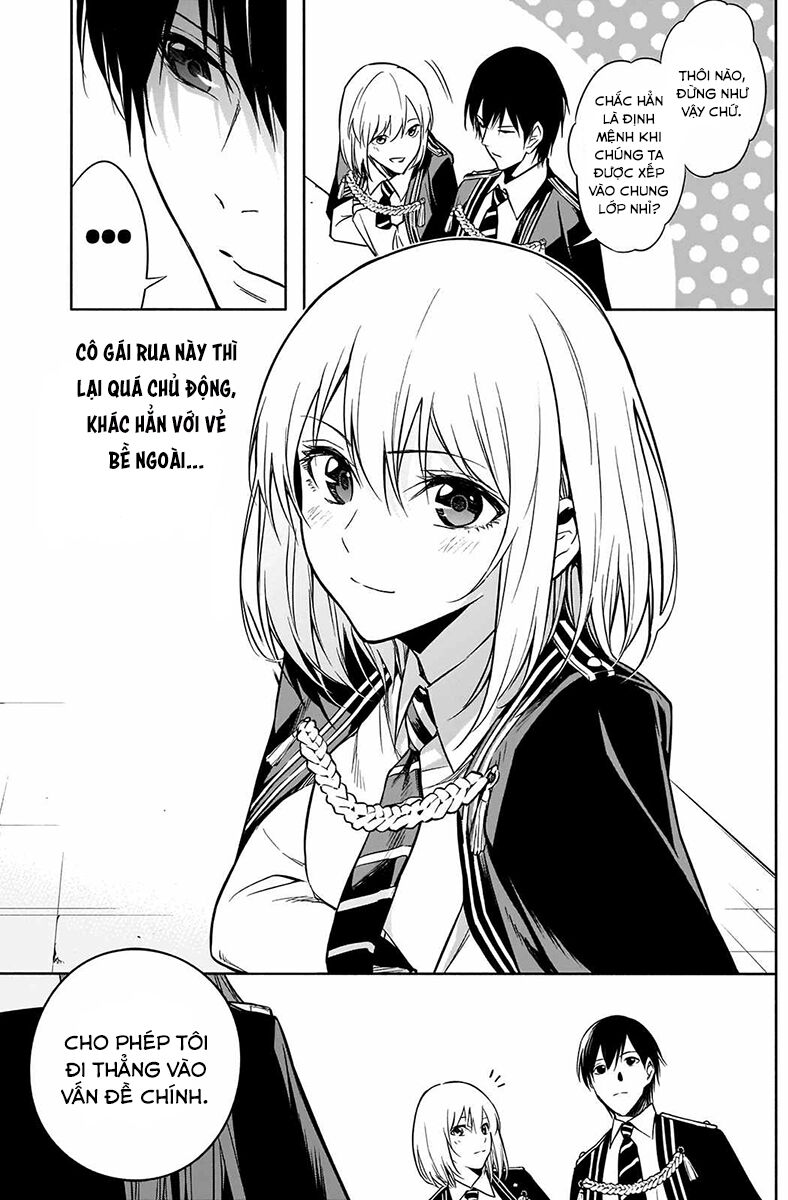 THÔI NÀO,
ĐỪNG NHƯ
VẬY CHỨ.
CHẮC HẲN
LÀ ĐỊNH
MỆNH KHI
CHÚNG TA
ĐƯỢC XẾP
VÀO CHUNG
LỚP NHỈ?
...
CÔ GÁI RUA NÀY THÌ
LẠI QUÁ CHỦ ĐỘNG,
KHÁC HẲN VỚI VẺ
BỀ NGOÀI...
CHO PHÉP TÔI
ĐI THẲNG VÀO
VẤN ĐỀ CHÍNH.